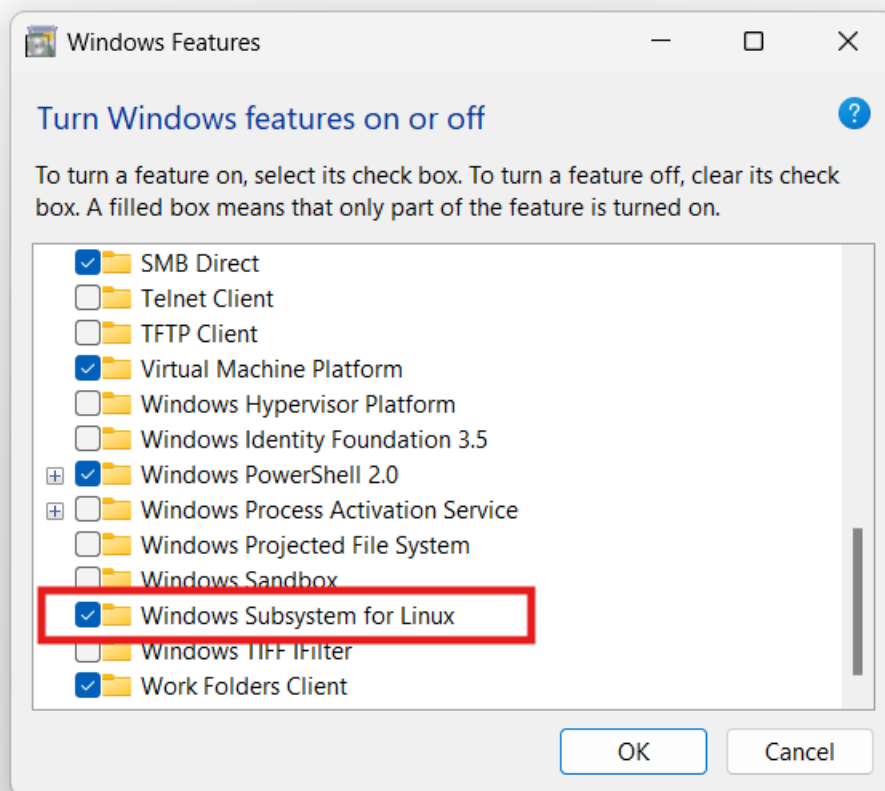 Windows Features
Turn Windows features on or off
?
To turn a feature on, select its check box. To turn a feature off, clear its check
box. A filled box means that only part of the feature is turned on.
SMB Direct
Telnet Client
TFTP Client
Virtual Machine Platform
Windows Hypervisor Platform
Windows Identity Foundation 3.5
Windows PowerShell 2.0
Windows Process Activation Service
Windows Projected File System
Windows Sandbox
Windows Subsystem for Linux
Windows TIFF IFilter
Work Folders Client
OK
Cancel